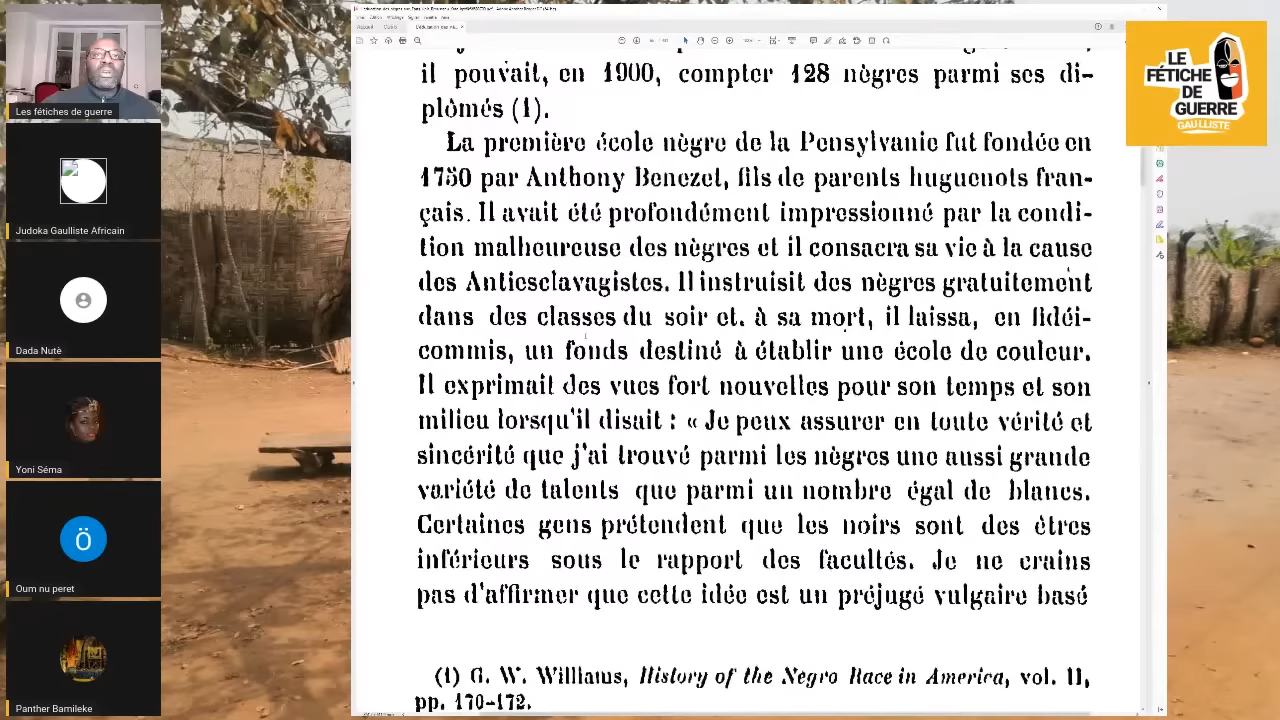 Les fétiches de guerre
Judoka Gaulliste Africain
Dada Nutè
Yoni Séma
Ö
Oum nu peret
Panther Bamileke
Accueil
Outils
LE
FÉTICHE
DE
GUERRE
GAULLISTE
il pouvait, en 1900, compter 128 nègres parmi ses di-
plômés (1).
La première école nègre de la Pensylvanie fut fondée en
1750 par Anthony Benezet, fils de parents huguenots fran-
çais. Il avait été profondément impressionné par la condi-
tion malheureuse des nègres et il consacra sa vie à la cause
des Antiesclavagistes. Il instruisit des nègres gratuitement
dans des classes du soir et. à sa mort, il laissa, en fidéi-
commis, un fonds destiné à établir une école de couleur.
Il exprimait des vues fort nouvelles pour son temps et son
milieu lorsqu'il disait : « Je peux assurer en toute vérité et
sincérité que j'ai trouvé parmi les nègres une aussi grande
variété de talents que parmi un nombre égal de blancs.
Certaines gens prétendent que les noirs sont des êtres
inférieurs sous le rapport des facultés. Je ne crains
pas d'affirmer que cette idée est un préjugé vulgaire basé
(1) G. W. Williams, History of the Negro Race in America, vol. II,
pp. 170-172.